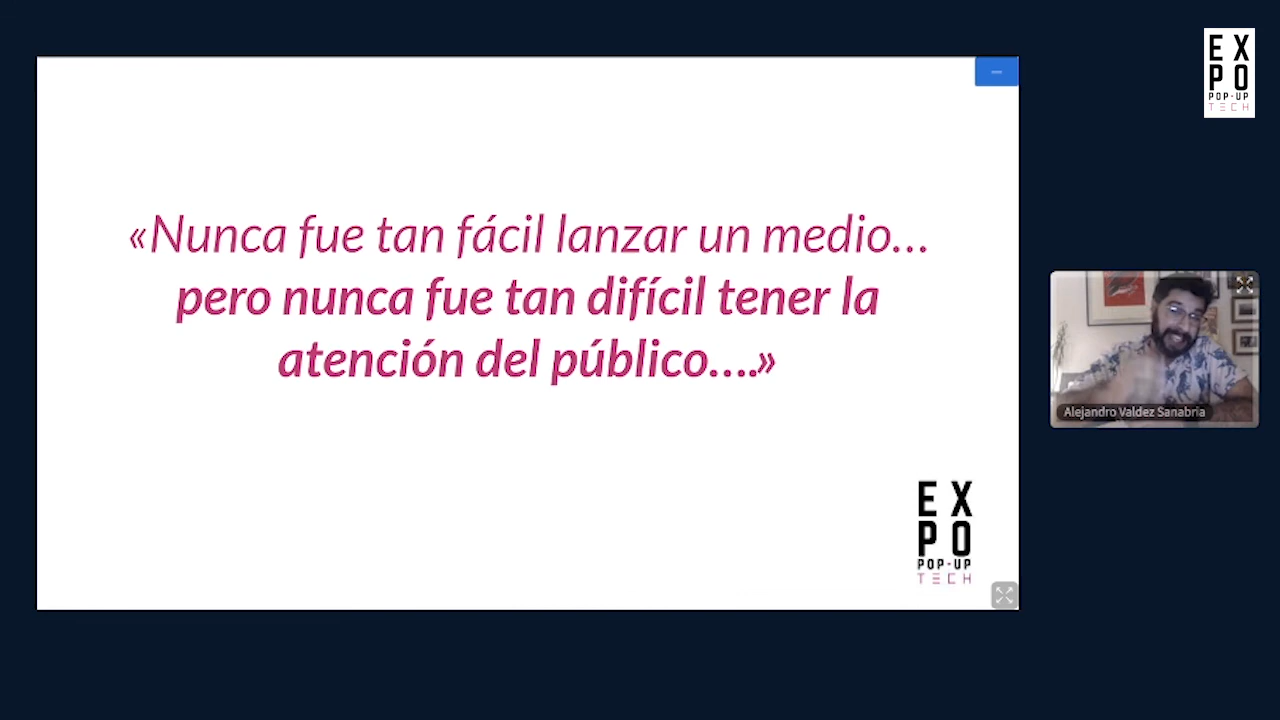 EX
PO
POP-UP
TECH
«Nunca fue tan fácil lanzar un medio…
pero nunca fue tan difícil tener la
atención del público….»
Alejandro Valdez Sanabria
EX
PO
POP-UP
TECH